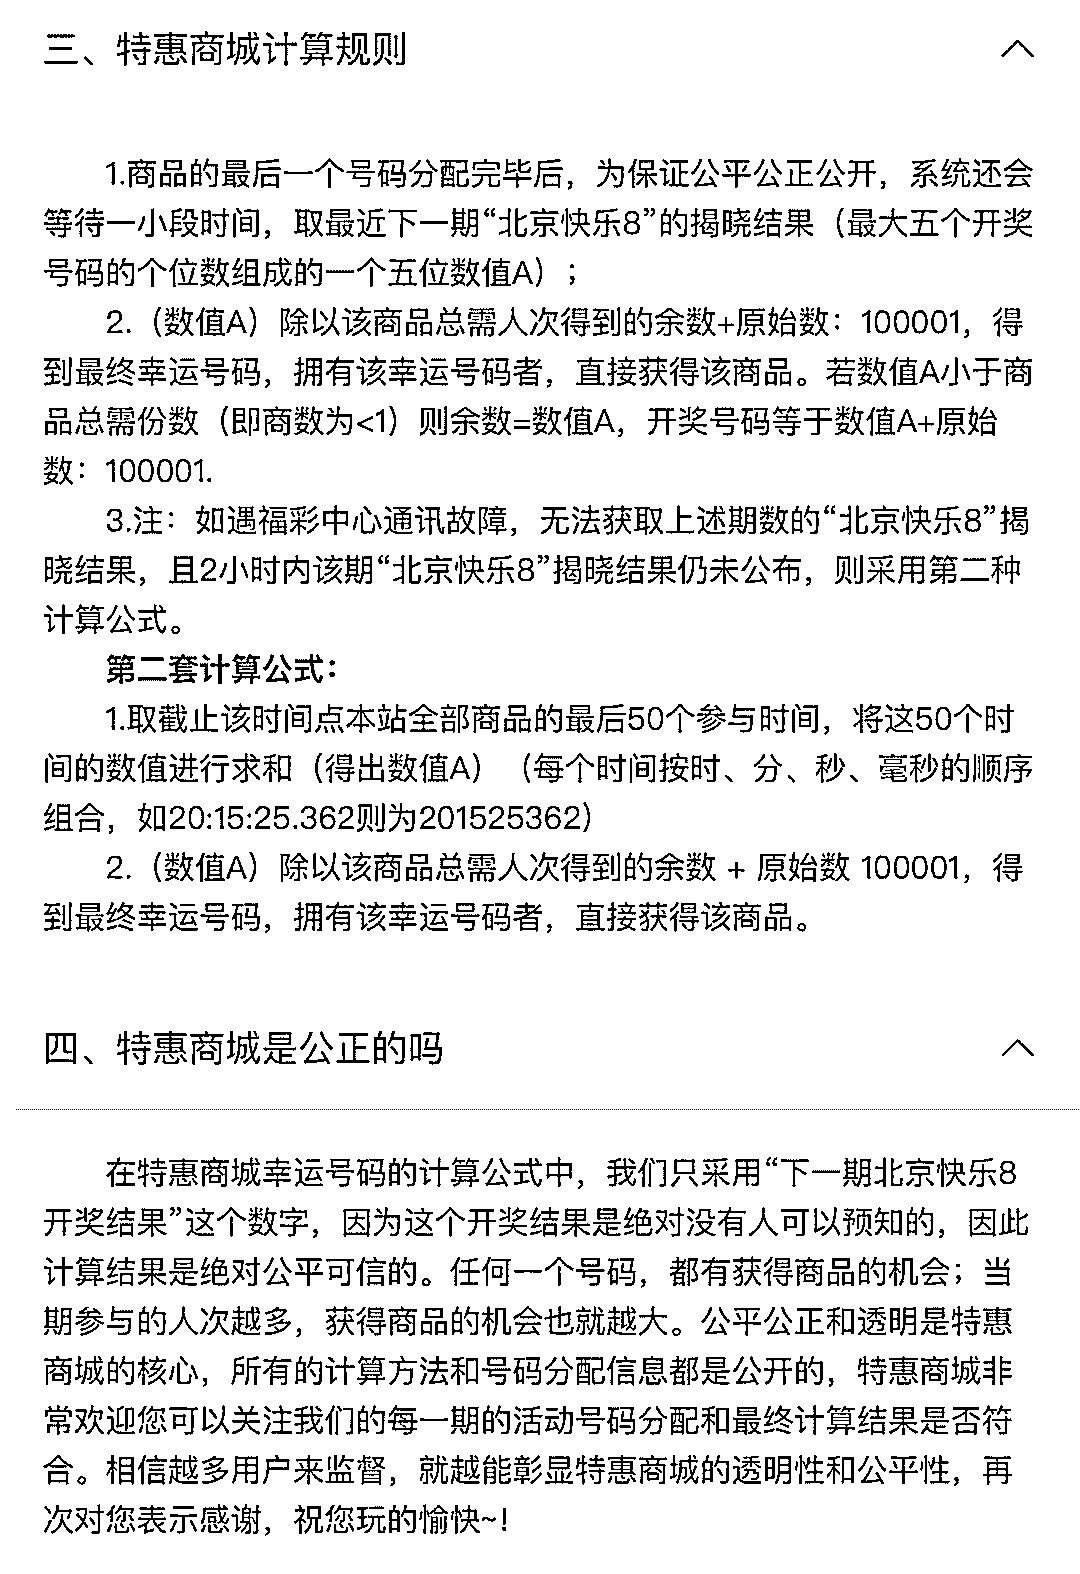 三、特惠商城计算规则
1.商品的最后一个号码分配完毕后，为保证公平公正公开，系统还会
等待一小段时间，取最近下一期“北京快乐8”的揭晓结果（最大五个开奖
号码的个位数组成的一个五位数值A）；
2.（数值A）除以该商品总需人次得到的余数+原始数：100001，得
到最终幸运号码，拥有该幸运号码者，直接获得该商品。若数值A小于商
品总需份数（即商数为<1）则余数=数值A，开奖号码等于数值A+原始
数：100001.
3.注：如遇福彩中心通讯故障，无法获取上述期数的“北京快乐8”揭
晓结果，且2小时内该期“北京快乐8”揭晓结果仍未公布，则采用第二种
计算公式。
第二套计算公式：
1.取截止该时间点本站全部商品的最后50个参与时间，将这50个时
间的数值进行求和（得出数值A）（每个时间按时、分、秒、毫秒的顺序
组合，如20:15:25.362则为201525362）
2.（数值A）除以该商品总需人次得到的余数 + 原始数 100001，得
到最终幸运号码，拥有该幸运号码者，直接获得该商品。
四、特惠商城是公正的吗
在特惠商城幸运号码的计算公式中，我们只采用“下一期北京快乐8
开奖结果”这个数字，因为这个开奖结果是绝对没有人可以预知的，因此
计算结果是绝对公平可信的。任何一个号码，都有获得商品的机会；当
期参与的人次越多，获得商品的机会也就越大。公平公正和透明是特惠
商城的核心，所有的计算方法和号码分配信息都是公开的，特惠商城非
常欢迎您可以关注我们的每一期的活动号码分配和最终计算结果是否符
合。相信越多用户来监督，就越能彰显特惠商城的透明性和公平性，再
次对您表示感谢，祝您玩的愉快~!